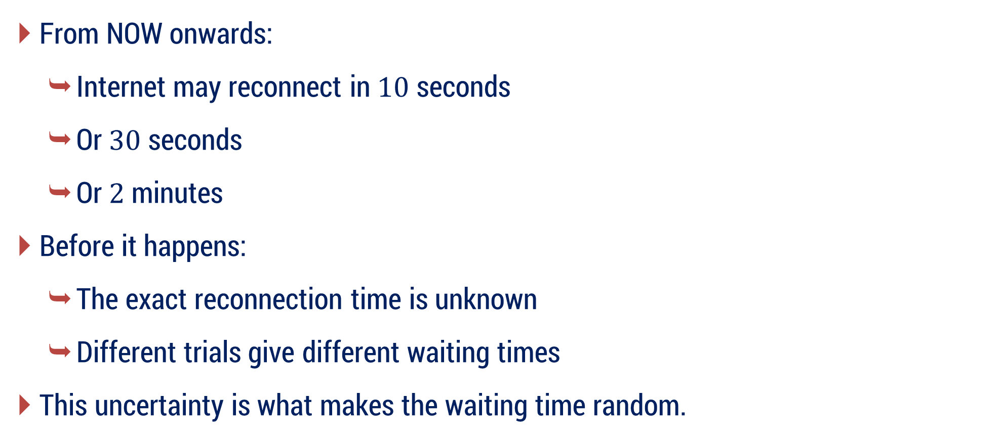 From NOW onwards:
Internet may reconnect in 10 seconds
Or 30 seconds
Or 2 minutes
Before it happens:
The exact reconnection time is unknown
Different trials give different waiting times
This uncertainty is what makes the waiting time random.